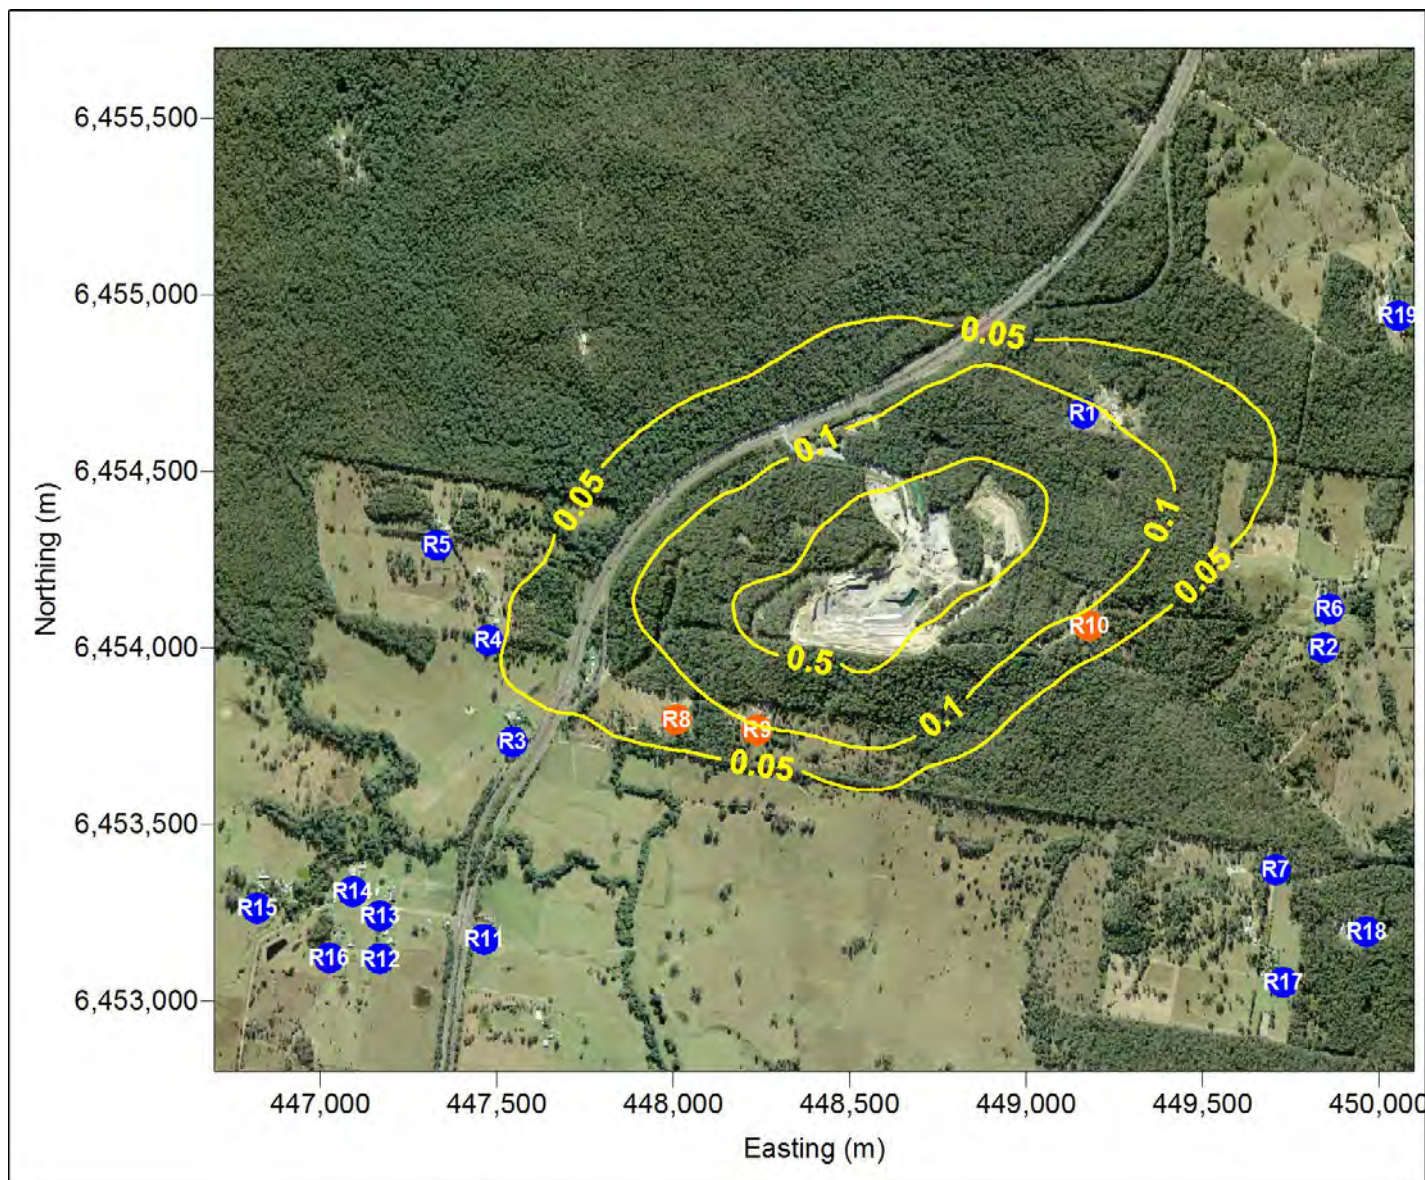 6,455,500
6,455,000
6,454,500
6,454,000
6,453,500
6,453,000
Northing (m)
R19
0.05
R1
0.1
0.05
0.1
R5
0.05
R6
R10
R4
R2
0.5
R8
0.1
R9
R3
0.05
R7
R14
R15
R13
R18
R11
R16
R12
R17
447,000
447,500
448,000
448,500
449,000
449,500
450,000
Easting (m)